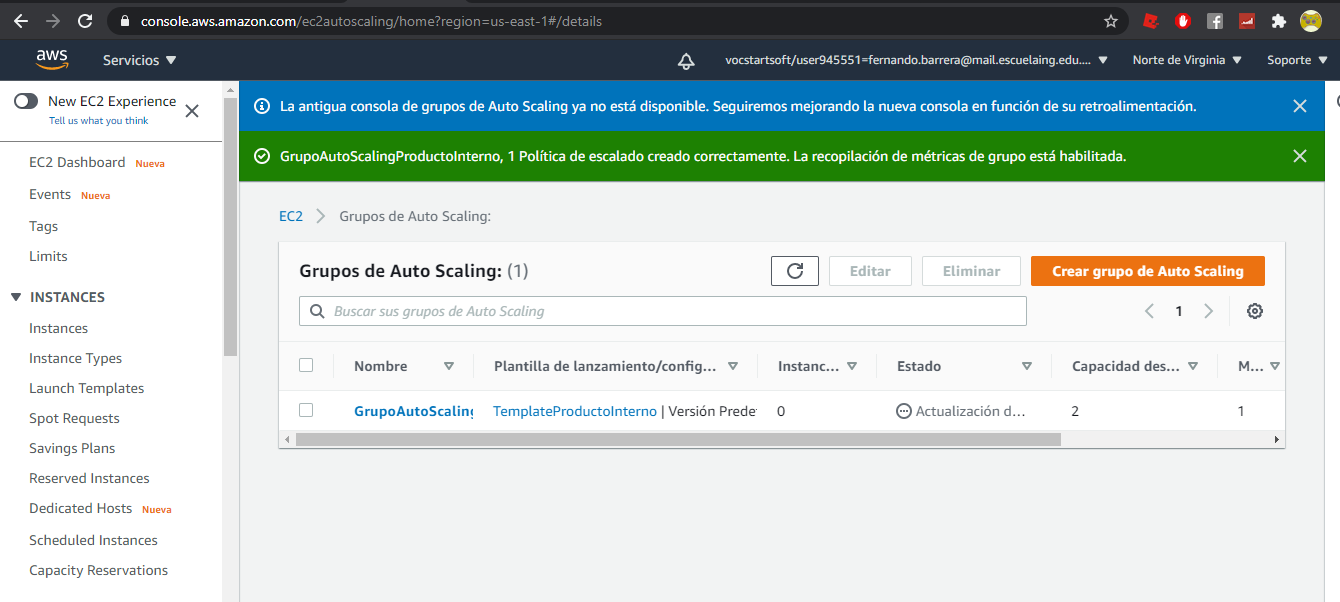 console.aws.amazon.com/ec2autoscaling/home?region=us-east-1#/details
aws Servicios vocstartsoft/user945551=fernando.barrera@mail.escuelaing.edu.... Norte de Virginia Soporte
New EC2 Experience
Tell us what you think
La antigua consola de grupos de Auto Scaling ya no está disponible. Seguiremos mejorando la nueva consola en función de su retroalimentación.
GrupoAutoScalingProductoInterno, 1 Política de escalado creado correctamente. La recopilación de métricas de grupo está habilitada.
EC2 Dashboard Nueva
Events Nueva
Tags
Limits
INSTANCES
Instances
Instance Types
Launch Templates
Spot Requests
Savings Plans
Reserved Instances
Dedicated Hosts Nueva
Scheduled Instances
Capacity Reservations
EC2 > Grupos de Auto Scaling:
Grupos de Auto Scaling: (1) Editar Eliminar Crear grupo de Auto Scaling
Buscar sus grupos de Auto Scaling 1
Nombre Plantilla de lanzamiento/config... Instanc... Estado Capacidad des... M...
GrupoAutoScaling TemplateProductoInterno | Versión Prede 0 Actualización d... 2 1